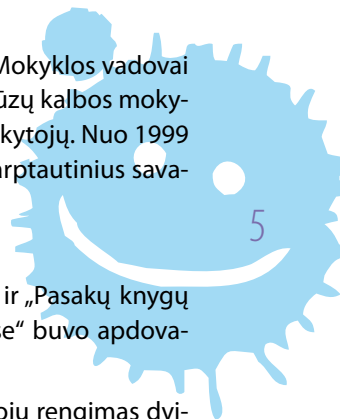 Mokyklos vadovai
ūzų kalbos moky-
kytojų. Nuo 1999
arptautinius sava-
5
ir „Pasakų knygų
se“ buvo apdova-
rengimas dvi-